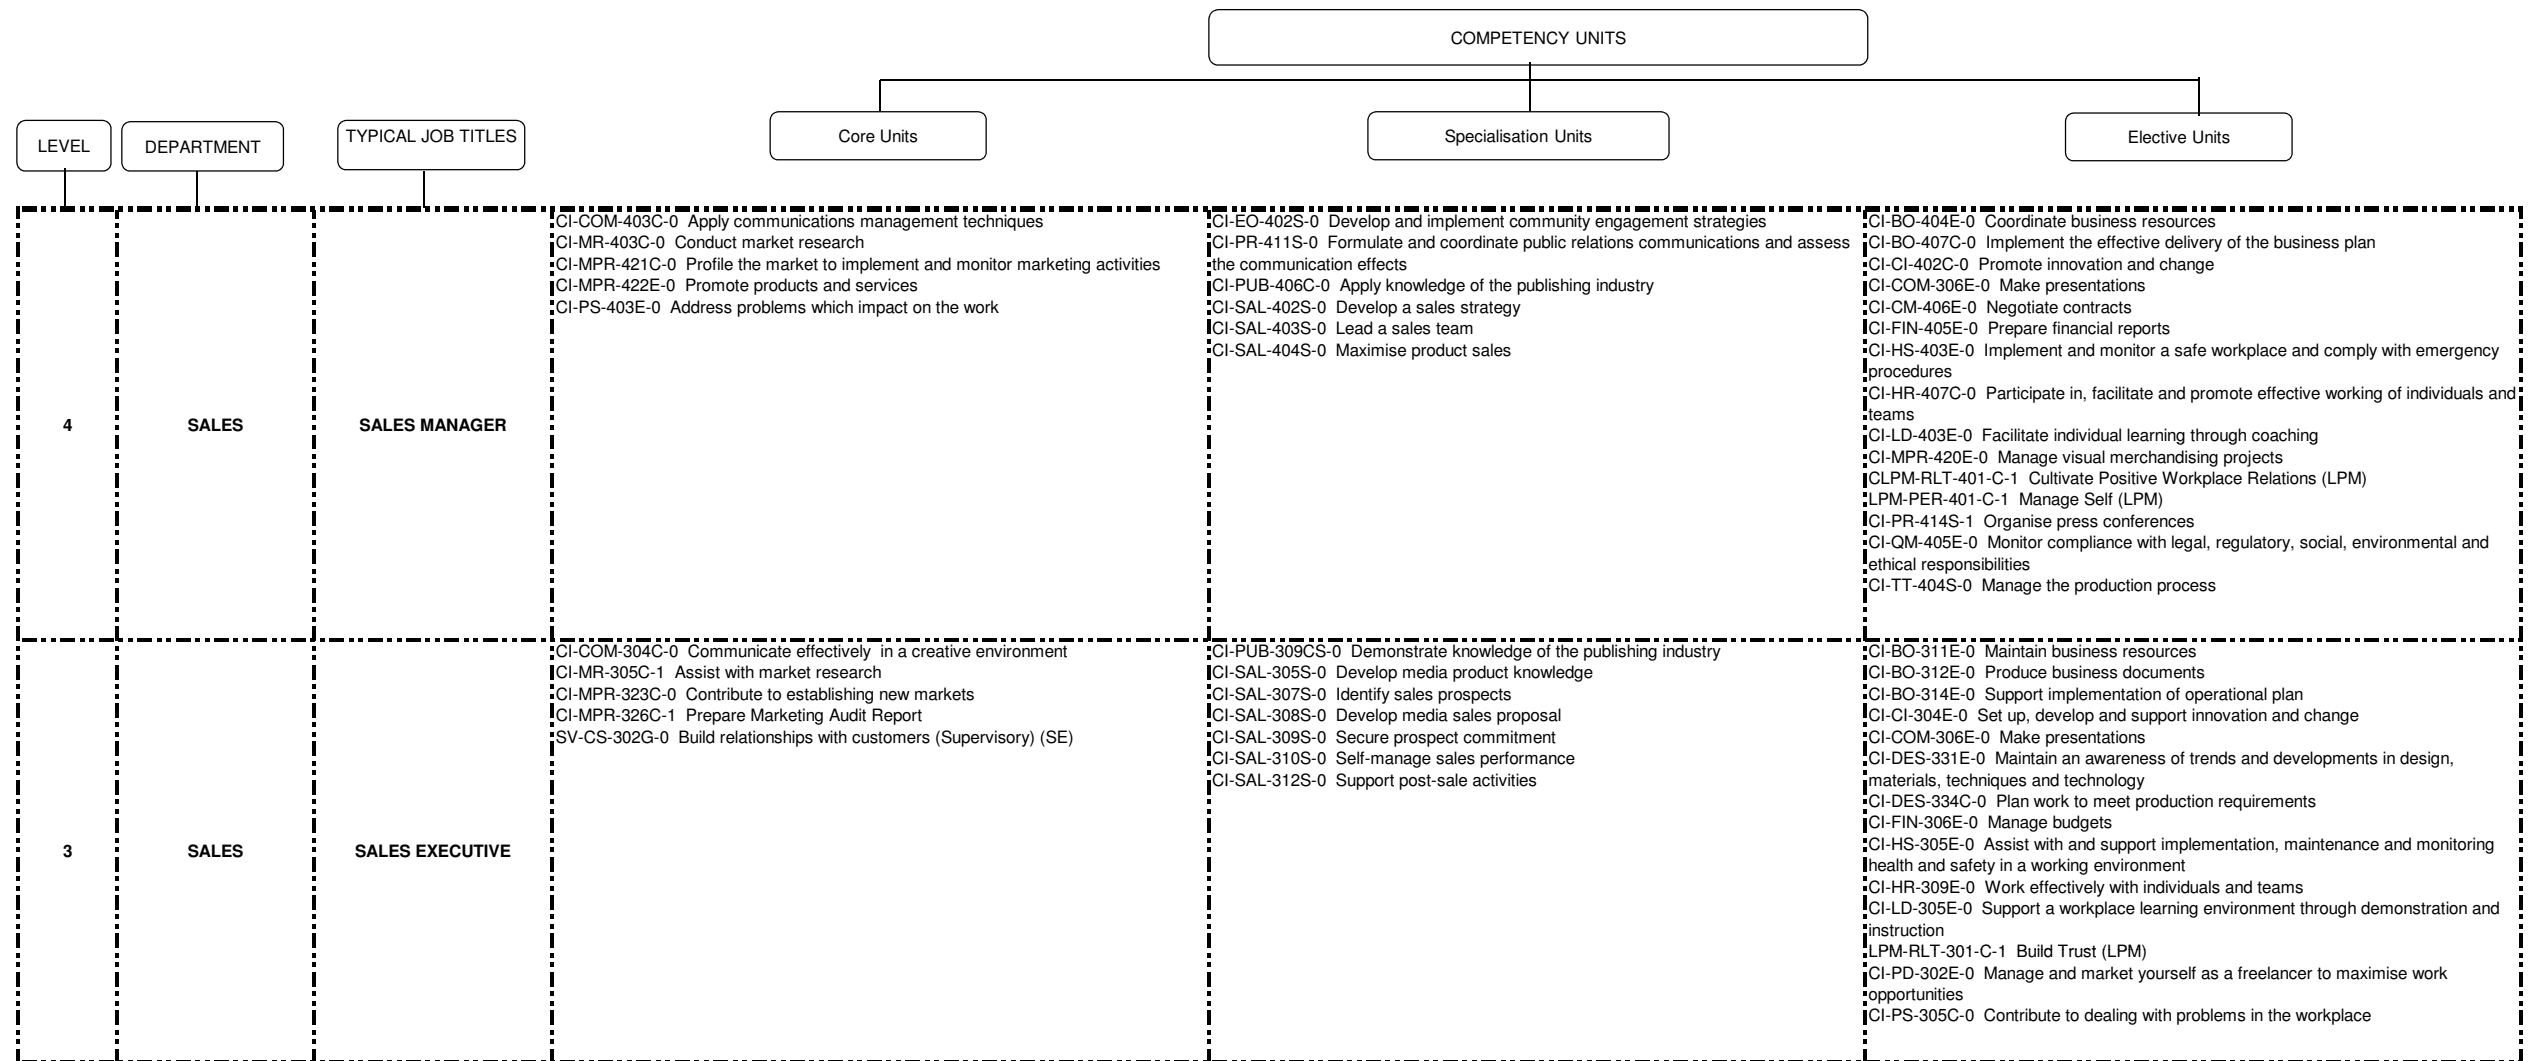 COMPETENCY UNITS
LEVEL
DEPARTMENT
TYPICAL JOB TITLES
Core Units
Specialisation Units
Elective Units
4
SALES
SALES MANAGER
CI-COM-403C-0 Apply communications management techniques
CI-MR-403C-0 Conduct market research
CI-MPR-421C-0 Profile the market to implement and monitor marketing activities
CI-MPR-422E-0 Promote products and services
CI-PS-403E-0 Address problems which impact on the work
CI-EO-402S-0 Develop and implement community engagement strategies
CI-PR-411S-0 Formulate and coordinate public relations communications and assess
the communication effects
CI-PUB-406C-0 Apply knowledge of the publishing industry
CI-SAL-402S-0 Develop a sales strategy
CI-SAL-403S-0 Lead a sales team
CI-SAL-404S-0 Maximise product sales
CI-BO-404E-0 Coordinate business resources
CI-BO-407C-0 Implement the effective delivery of the business plan
CI-CI-402C-0 Promote innovation and change
CI-COM-306E-0 Make presentations
CI-CM-406E-0 Negotiate contracts
CI-FIN-405E-0 Prepare financial reports
CI-HS-403E-0 Implement and monitor a safe workplace and comply with emergency
procedures
CI-HR-407C-0 Participate in, facilitate and promote effective working of individuals and
teams
CI-LD-403E-0 Facilitate individual learning through coaching
CI-MPR-420E-0 Manage visual merchandising projects
CLPM-RLT-401-C-1 Cultivate Positive Workplace Relations (LPM)
LPM-PER-401-C-1 Manage Self (LPM)
CI-PR-414S-1 Organise press conferences
CI-QM-405E-0 Monitor compliance with legal, regulatory, social, environmental and
ethical responsibilities
CI-TT-404S-0 Manage the production process
3
SALES
SALES EXECUTIVE
CI-COM-304C-0 Communicate effectively in a creative environment
CI-MR-305C-1 Assist with market research
CI-MPR-323C-0 Contribute to establishing new markets
CI-MPR-326C-1 Prepare Marketing Audit Report
SV-CS-302G-0 Build relationships with customers (Supervisory) (SE)
CI-PUB-309CS-0 Demonstrate knowledge of the publishing industry
CI-SAL-305S-0 Develop media product knowledge
CI-SAL-307S-0 Identify sales prospects
CI-SAL-308S-0 Develop media sales proposal
CI-SAL-309S-0 Secure prospect commitment
CI-SAL-310S-0 Self-manage sales performance
CI-SAL-312S-0 Support post-sale activities
CI-BO-311E-0 Maintain business resources
CI-BO-312E-0 Produce business documents
CI-BO-314E-0 Support implementation of operational plan
CI-CI-304E-0 Set up, develop and support innovation and change
CI-COM-306E-0 Make presentations
CI-DES-331E-0 Maintain an awareness of trends and developments in design,
materials, techniques and technology
CI-DES-334C-0 Plan work to meet production requirements
CI-FIN-306E-0 Manage budgets
CI-HS-305E-0 Assist with and support implementation, maintenance and monitoring
health and safety in a working environment
CI-HR-309E-0 Work effectively with individuals and teams
CI-LD-305E-0 Support a workplace learning environment through demonstration and
instruction
LPM-RLT-301-C-1 Build Trust (LPM)
CI-PD-302E-0 Manage and market yourself as a freelancer to maximise work
opportunities
CI-PS-305C-0 Contribute to dealing with problems in the workplace